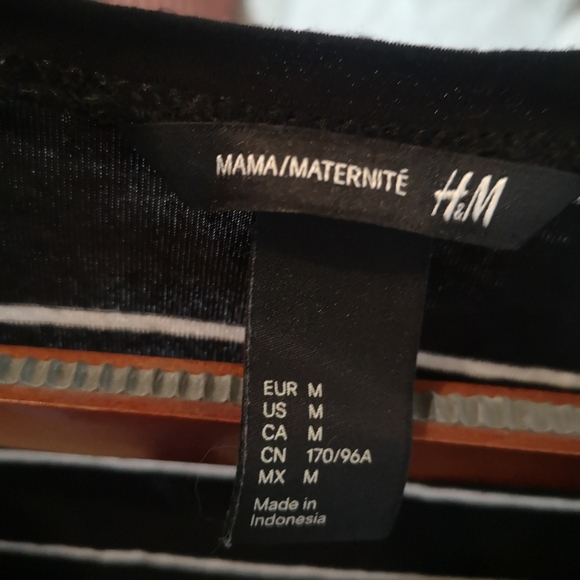 MAMA/MATERNITÉ H&M
EUR M
US M
CA M
CN 170/96A
MX M
Made in
Indonesia